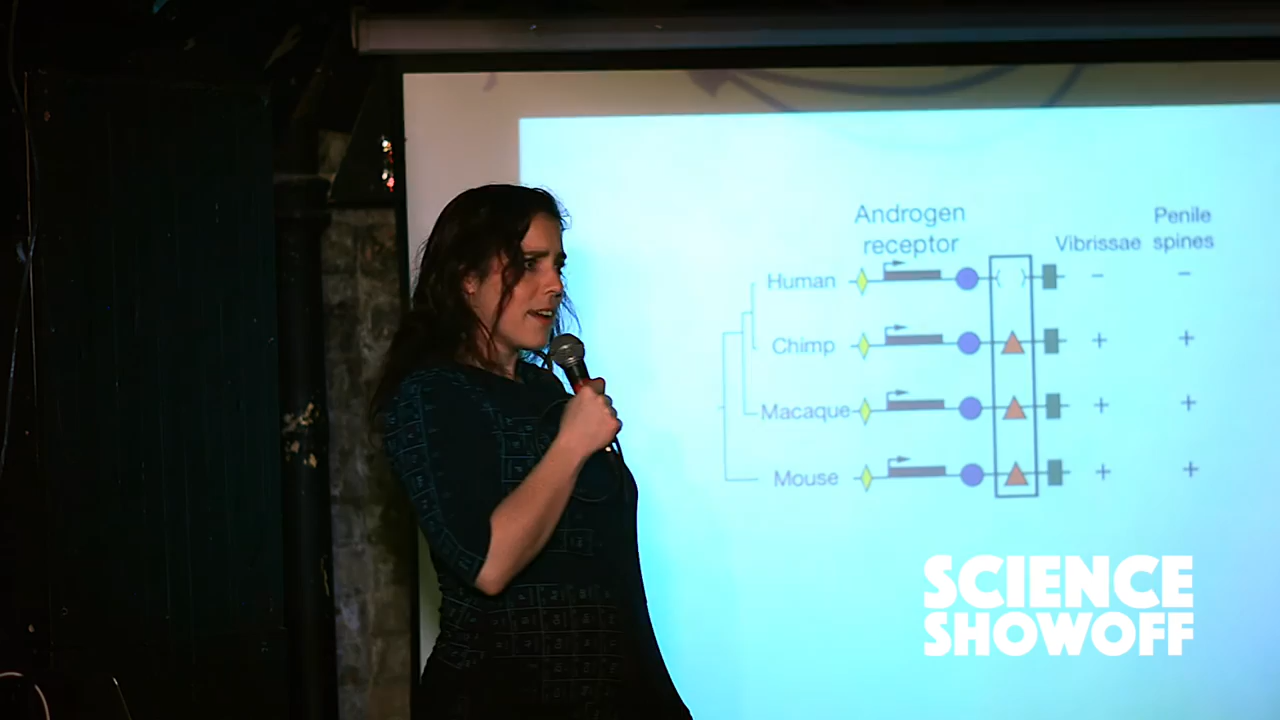 Androgen
receptor
Penile
Vibrissae spines
Human - -
Chimp + +
Macaque + +
Mouse + +
SCIENCE
SHOWOFF